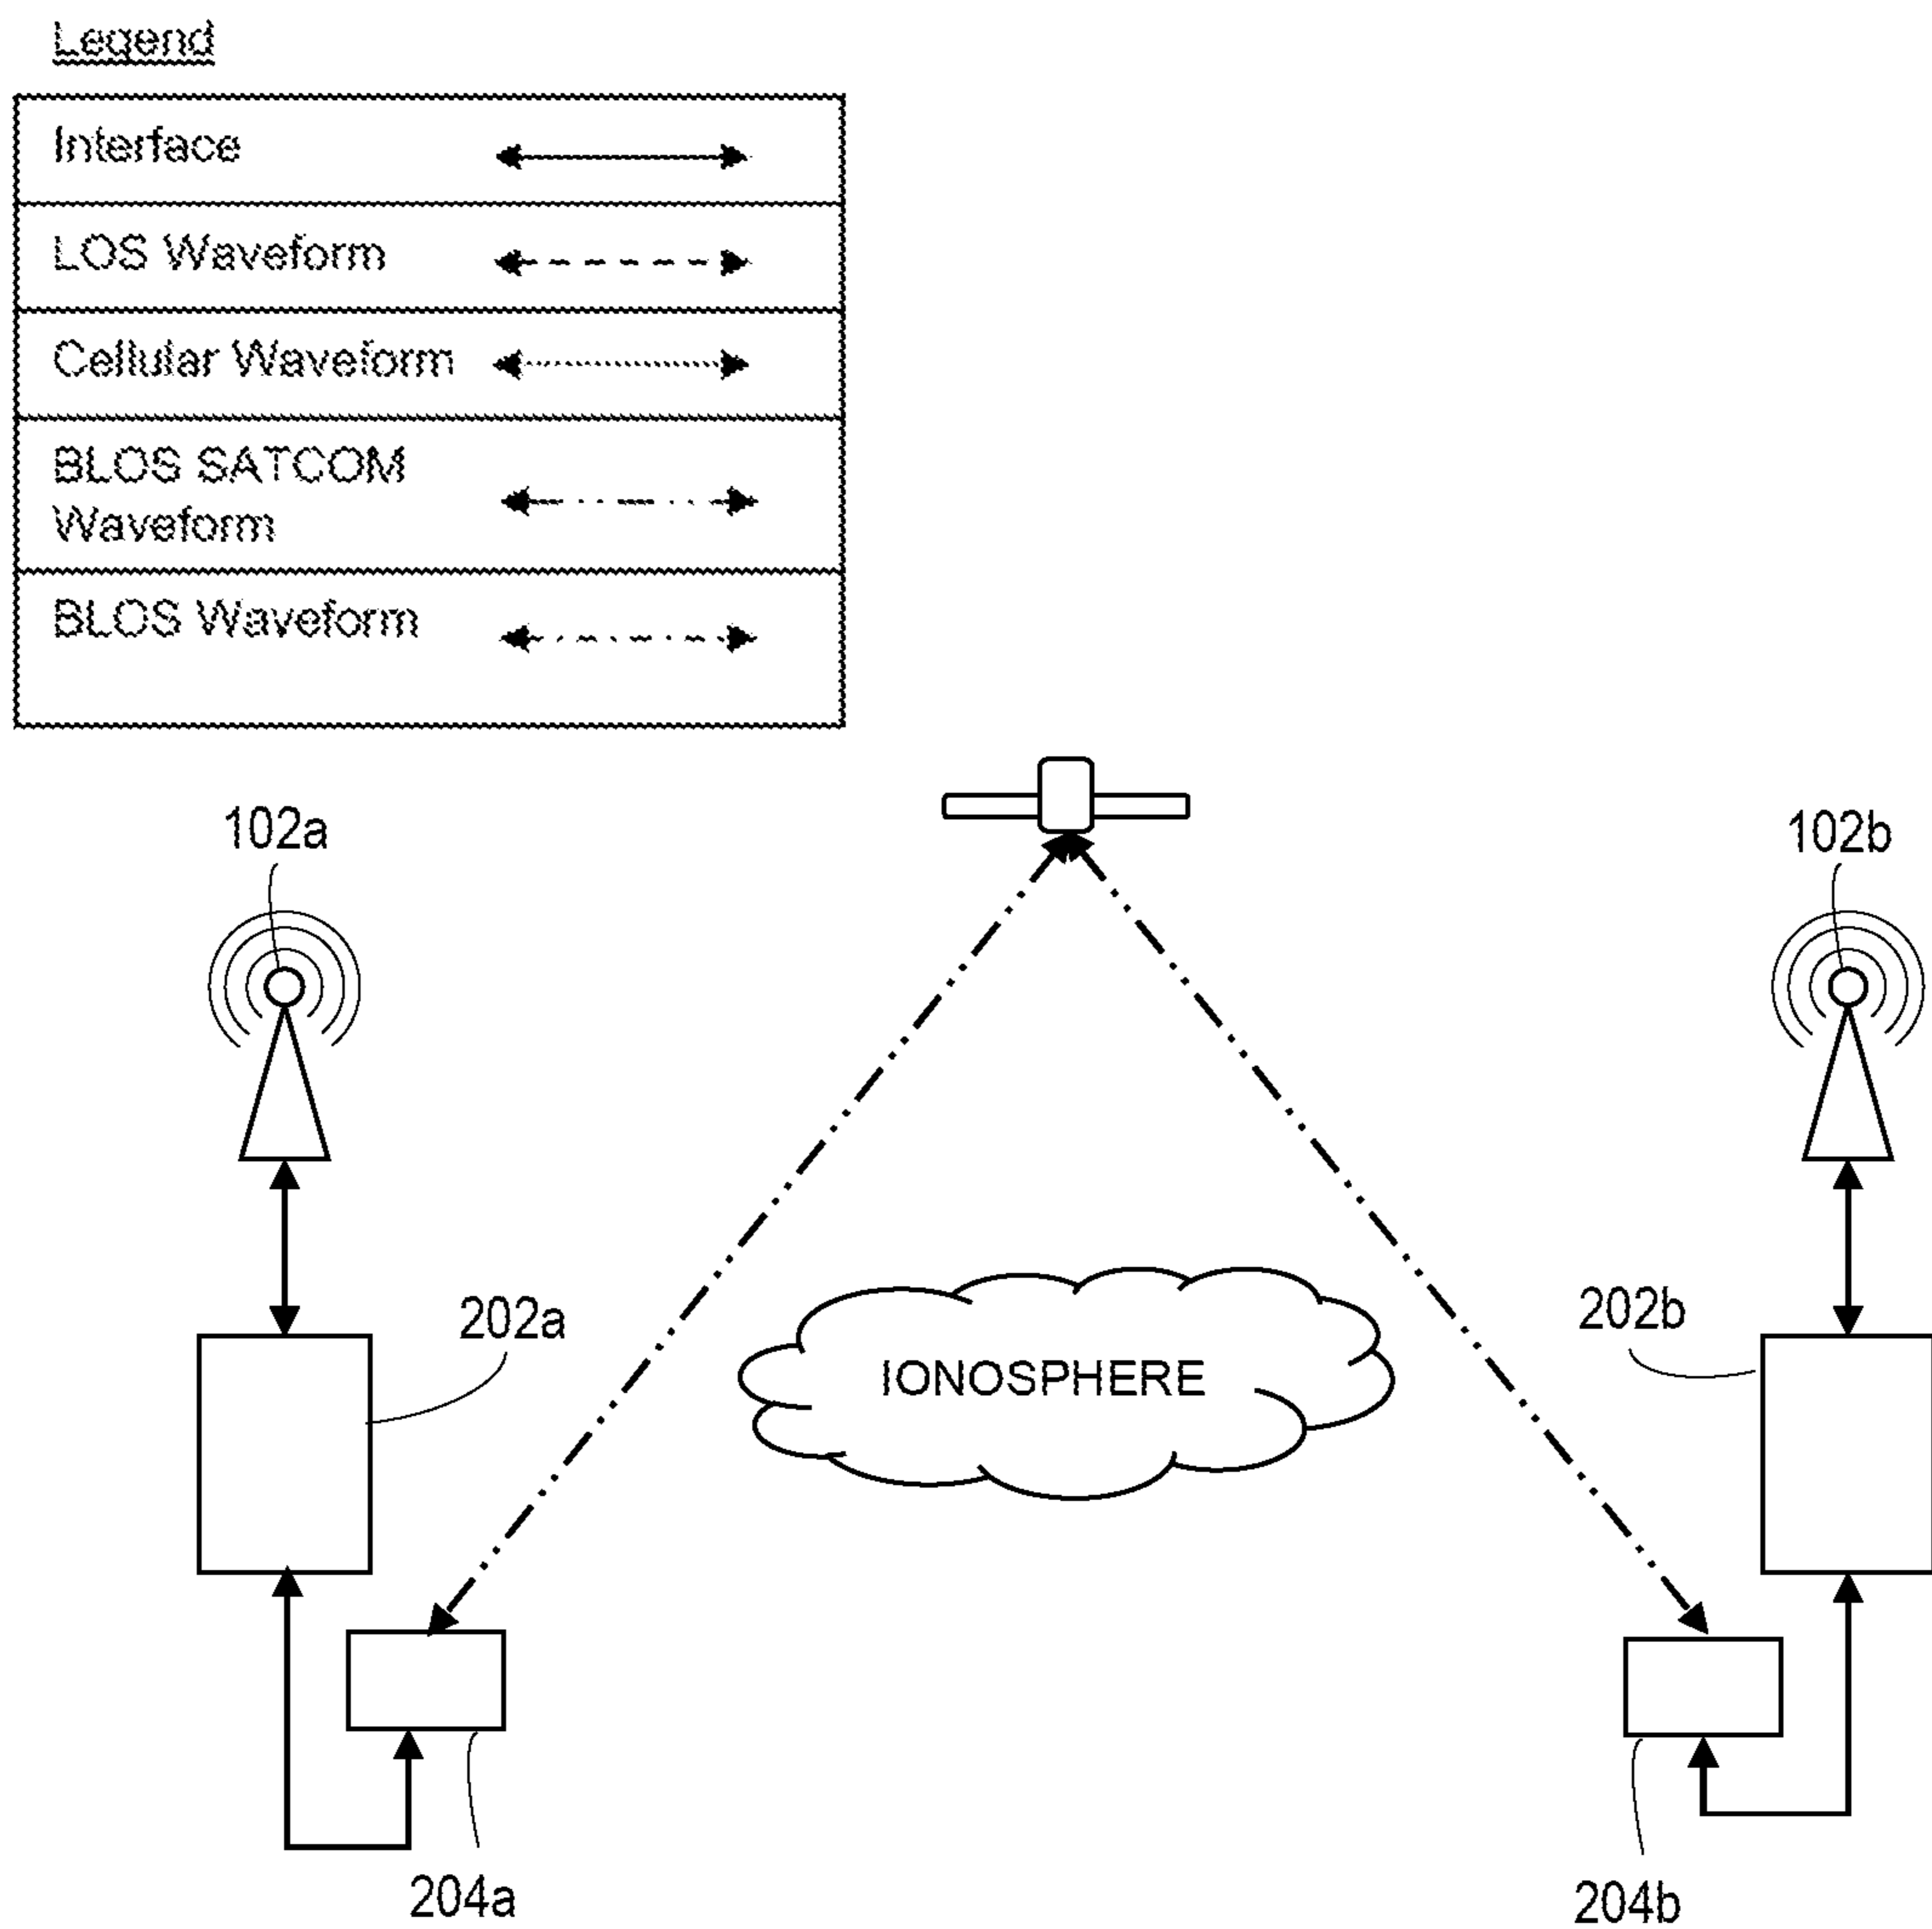 Legend
Interface
LOS Waveform
Cellular Waveform
BLOS SATCOM
Waveform
BLOS Waveform
102a
102b
202a
202b
IONOSPHERE
204a
204b